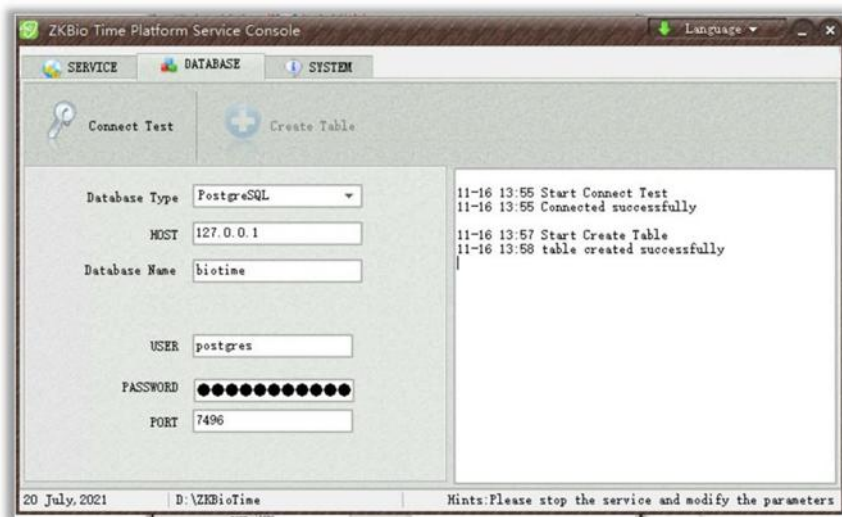 ZKBio Time Platform Service Console
Language
SERVICE
DATABASE
SYSTEM
Connect Test
Create Table
Database Type PostgreSQL
HOST 127.0.0.1
Database Name biotime
USER postgres
PASSWORD ●●●●●●●●●●●
PORT 7496
11-16 13:55 Start Connect Test
11-16 13:55 Connected successfully
11-16 13:57 Start Create Table
11-16 13:58 table created successfully
20 July, 2021
D:\ZKBioTime
Hints:Please stop the service and modify the parameters